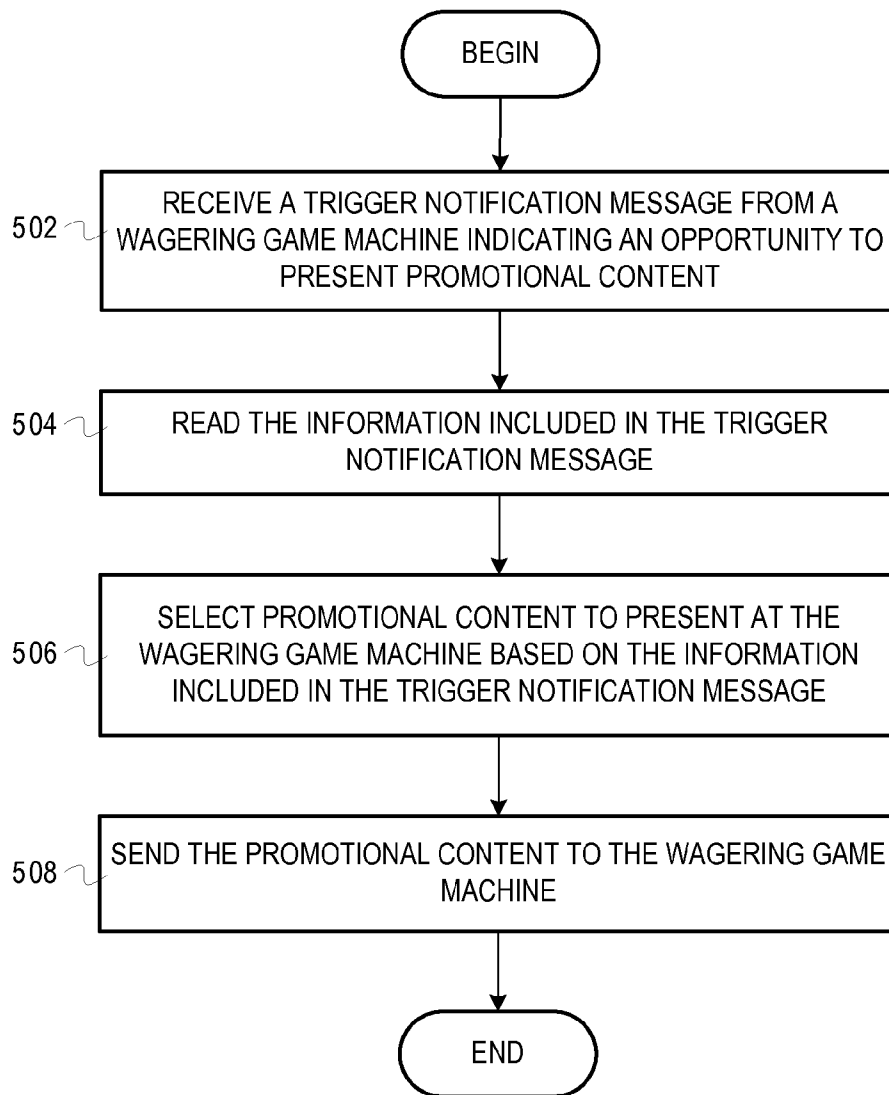 BEGIN
502
RECEIVE A TRIGGER NOTIFICATION MESSAGE FROM A
WAGERING GAME MACHINE INDICATING AN OPPORTUNITY TO
PRESENT PROMOTIONAL CONTENT
504
READ THE INFORMATION INCLUDED IN THE TRIGGER
NOTIFICATION MESSAGE
506
SELECT PROMOTIONAL CONTENT TO PRESENT AT THE
WAGERING GAME MACHINE BASED ON THE INFORMATION
INCLUDED IN THE TRIGGER NOTIFICATION MESSAGE
508
SEND THE PROMOTIONAL CONTENT TO THE WAGERING GAME
MACHINE
END